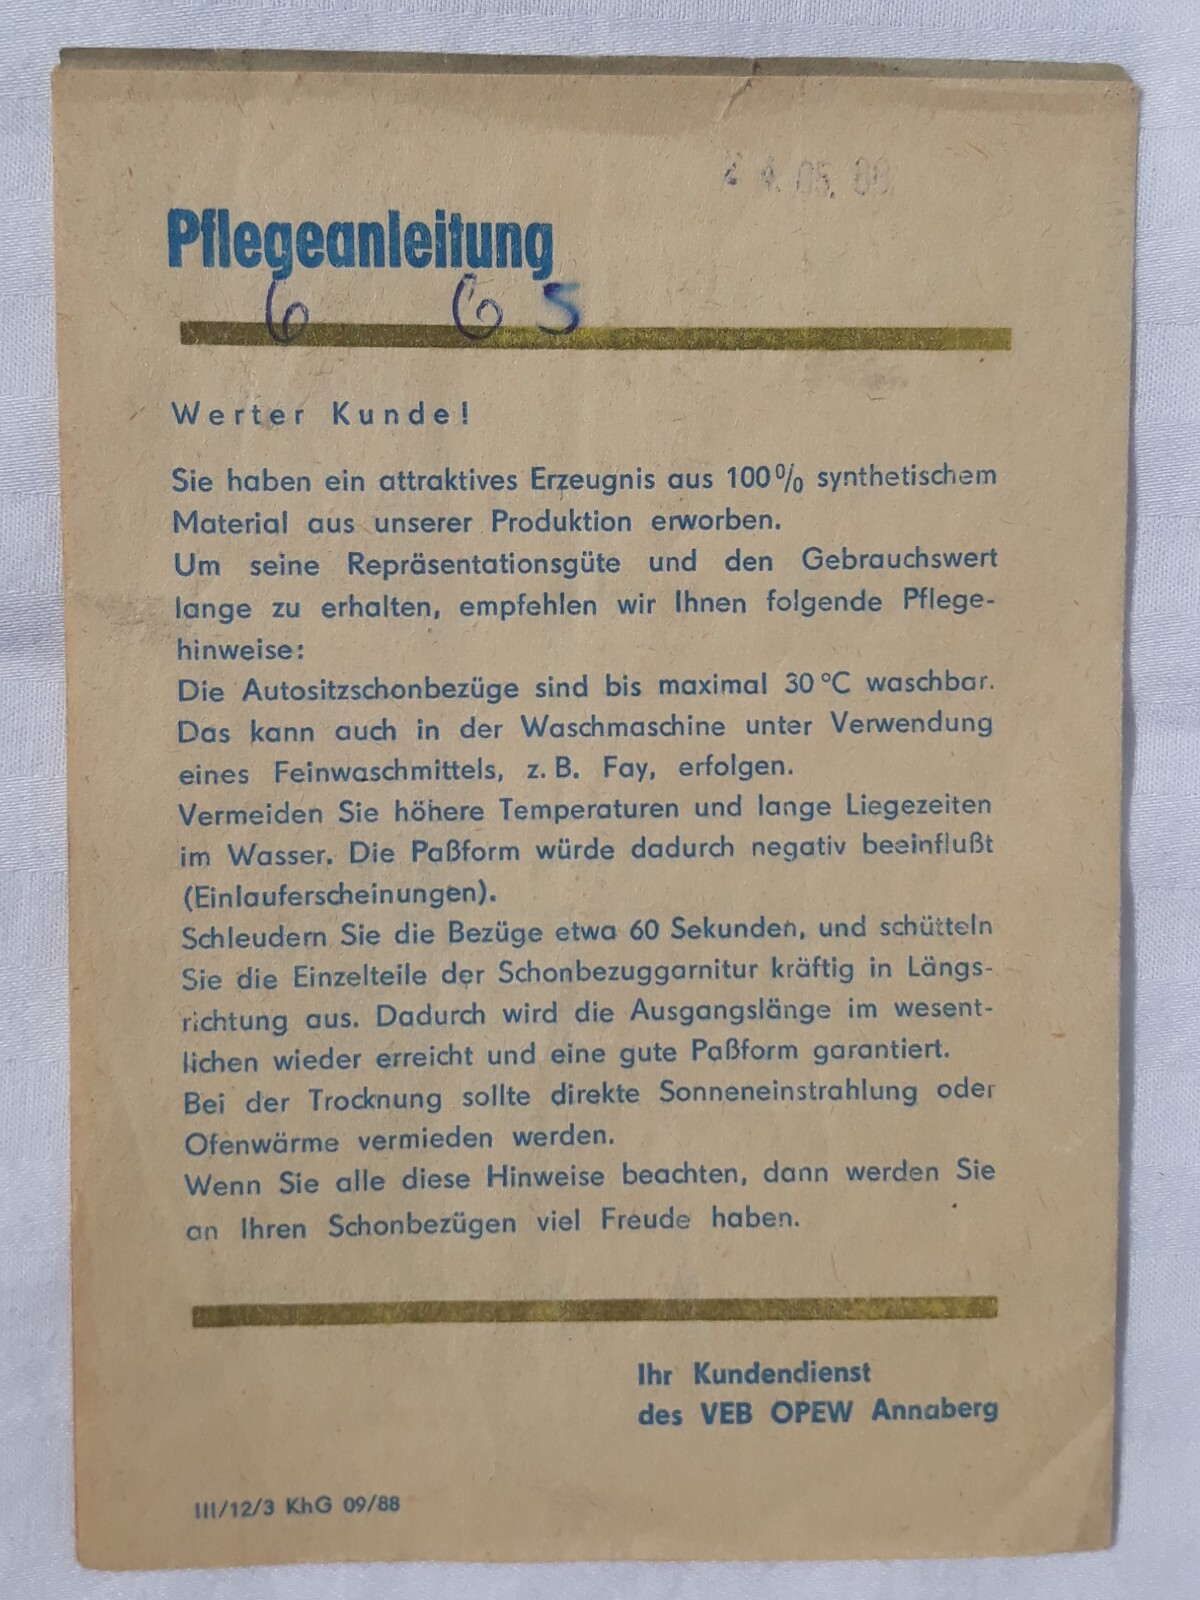 Pflegeanleitung
6 6 5
Werter Kunde!
Sie haben ein attraktives Erzeugnis aus 100% synthetischem
Material aus unserer Produktion erworben.
Um seine Repräsentationsgüte und den Gebrauchswert
lange zu erhalten, empfehlen wir Ihnen folgende Pflege-
hinweise:
Die Autositzschonbezüge sind bis maximal 30 °C waschbar.
Das kann auch in der Waschmaschine unter Verwendung
eines Feinwaschmittels, z. B. Fay, erfolgen.
Vermeiden Sie höhere Temperaturen und lange Liegezeiten
im Wasser. Die Paßform würde dadurch negativ beeinflußt
(Einlauferscheinungen).
Schleudern Sie die Bezüge etwa 60 Sekunden, und schütteln
Sie die Einzelteile der Schonbezuggarnitur kräftig in Längs-
richtung aus. Dadurch wird die Ausgangslänge im wesent-
lichen wieder erreicht und eine gute Paßform garantiert.
Bei der Trocknung sollte direkte Sonneneinstrahlung oder
Ofenwärme vermieden werden.
Wenn Sie alle diese Hinweise beachten, dann werden Sie
an Ihren Schonbezügen viel Freude haben.
Ihr Kundendienst
des VEB OPEW Annaberg
III/12/3 KhG 09/88